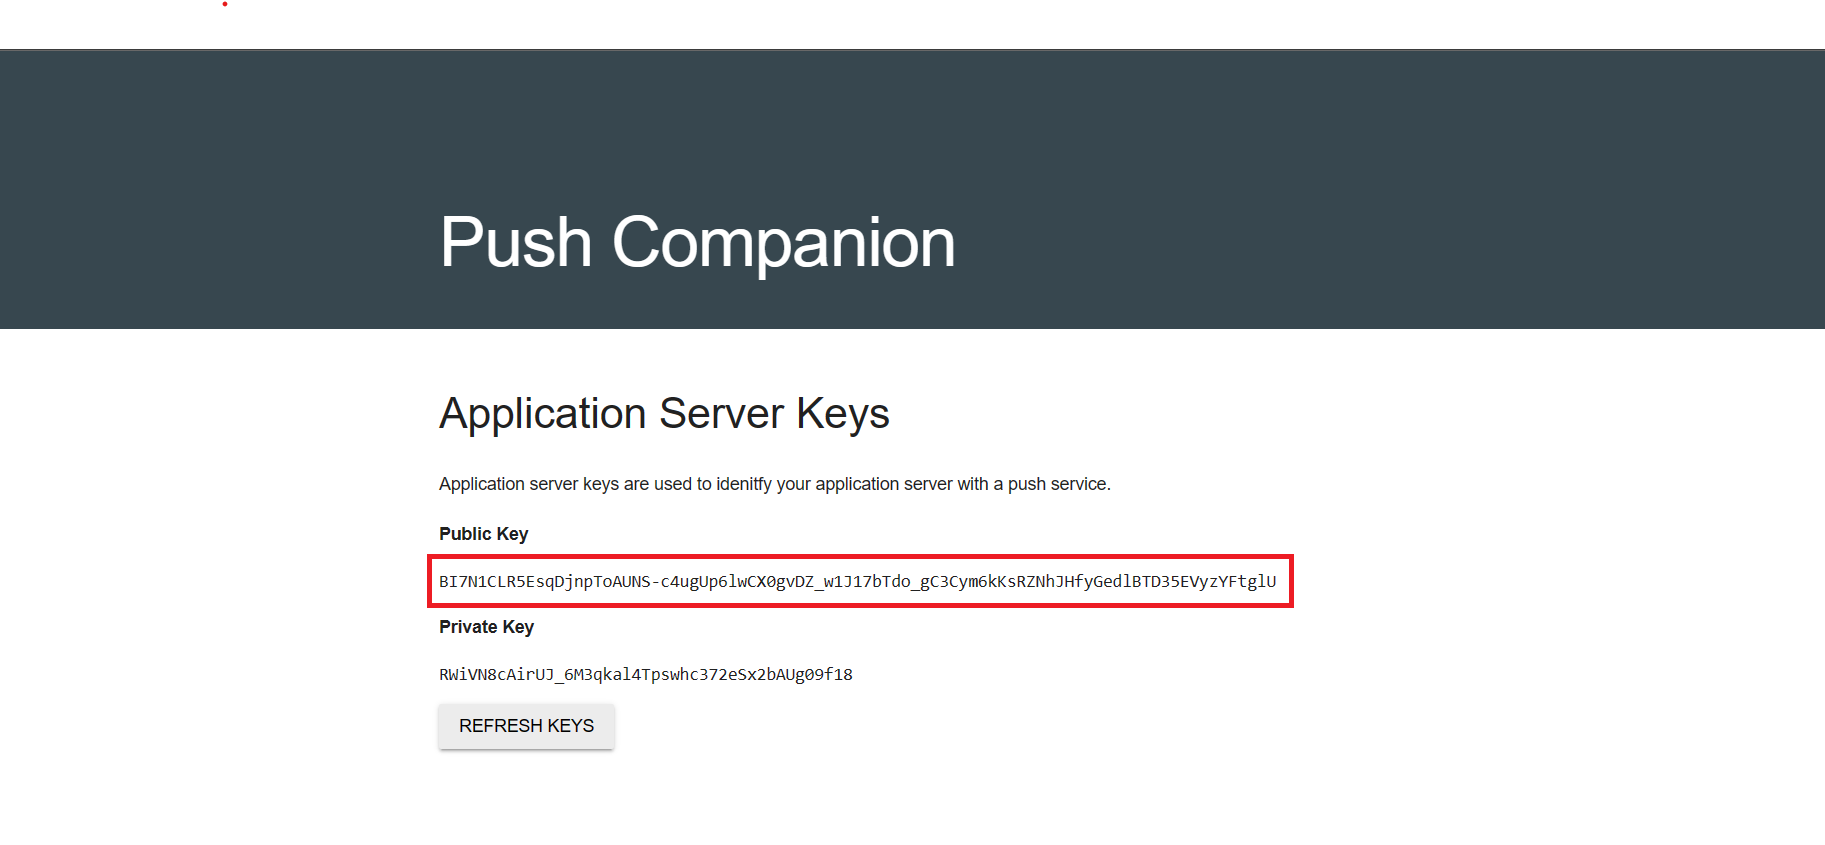 Push Companion
Application Server Keys
Application server keys are used to idenitfy your application server with a push service.
Public Key
BI7N1CLR5EsqDjnpToAUNS-c4ugUp6lwCX0gvDZ_w1J17bTdo_gC3Cym6kKsRZNhJHfyGedlBTD35EVyzYFtglU
Private Key
RWiVN8cAirUJ_6M3qkal4Tpswhc372eSx2bAUg09f18
REFRESH KEYS